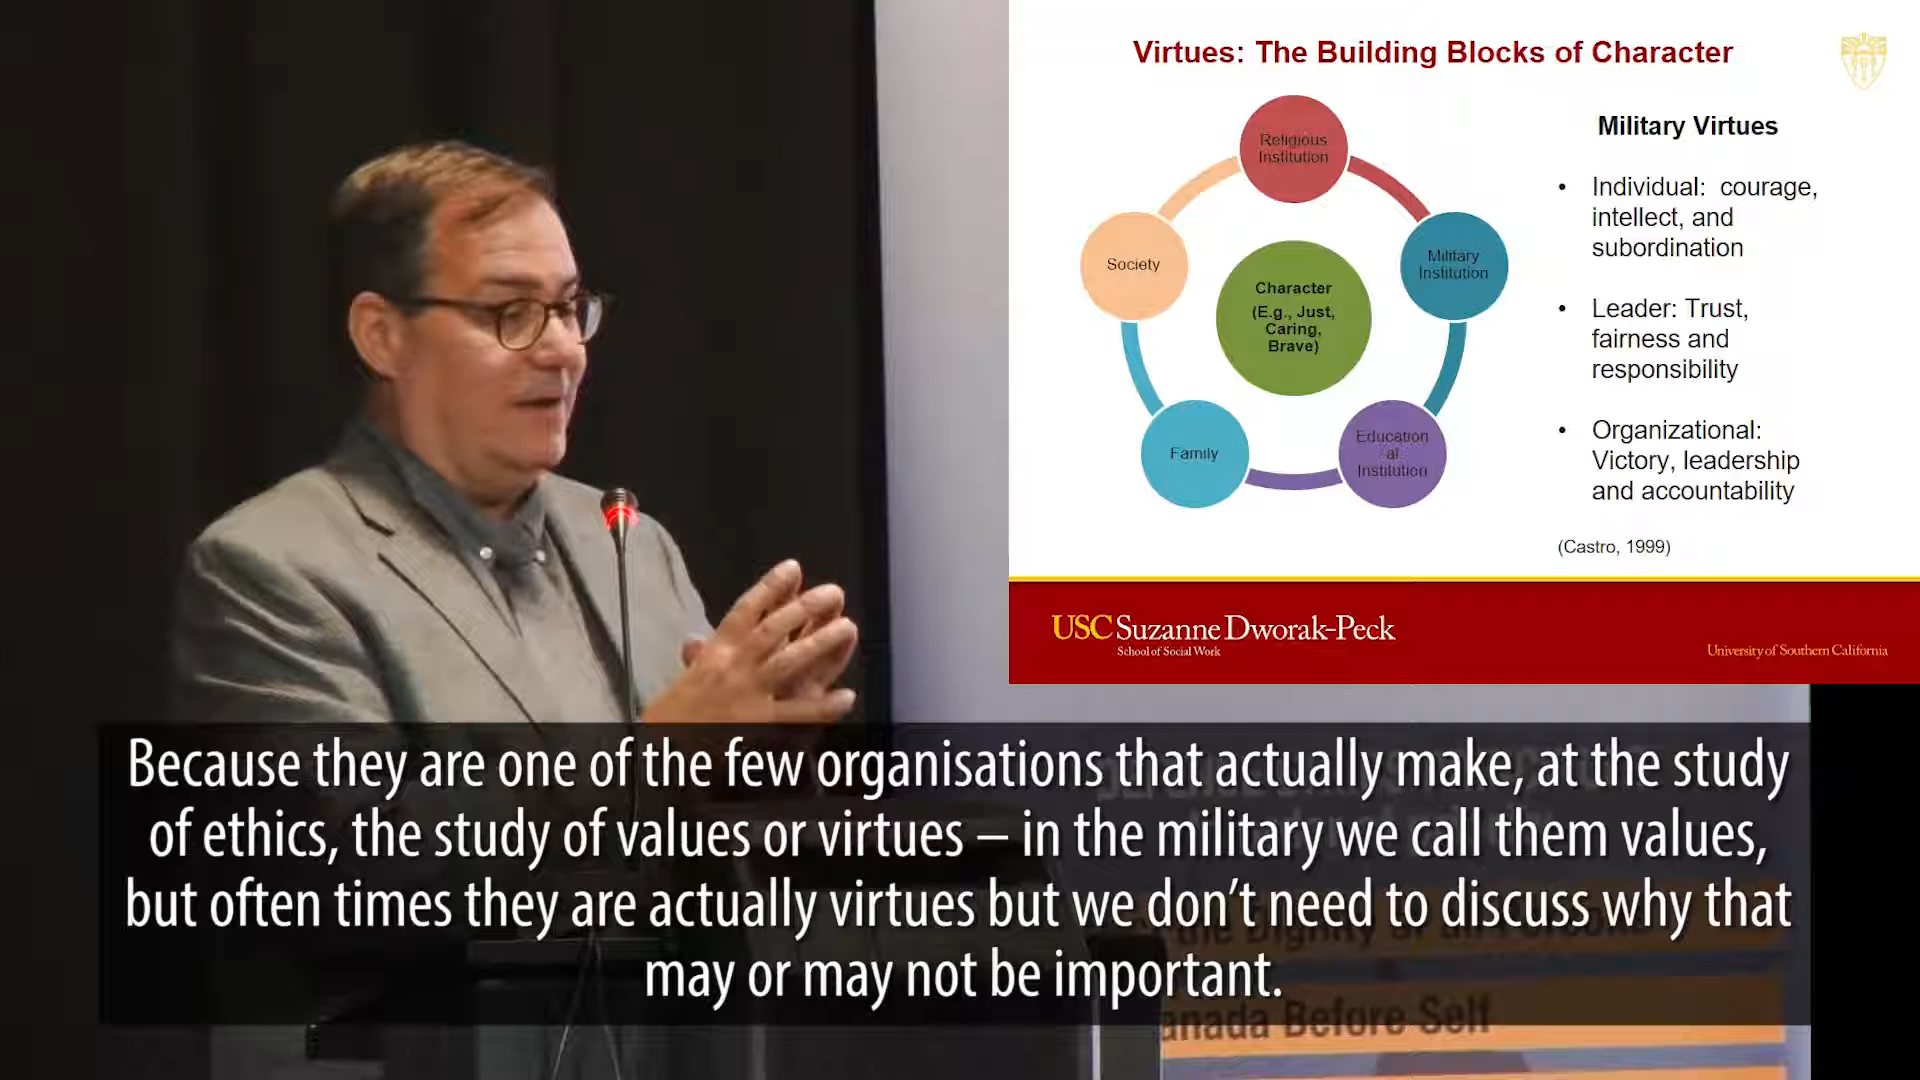 Virtues: The Building Blocks of Character
Religious
Institution
Society
Military
Institution
Character
(E.g., Just,
Caring,
Brave)
Family
Education
al
Institution
Military Virtues
• Individual: courage,
intellect, and
subordination
• Leader: Trust,
fairness and
responsibility
• Organizational:
Victory, leadership
and accountability
(Castro, 1999)
USC Suzanne Dworak-Peck
School of Social Work
University of Southern California
Because they are one of the few organisations that actually make, at the study
of ethics, the study of values or virtues – in the military we call them values,
but often times they are actually virtues but we don't need to discuss why that
may or may not be important.
the Dignity of all Persons
anada Before Self